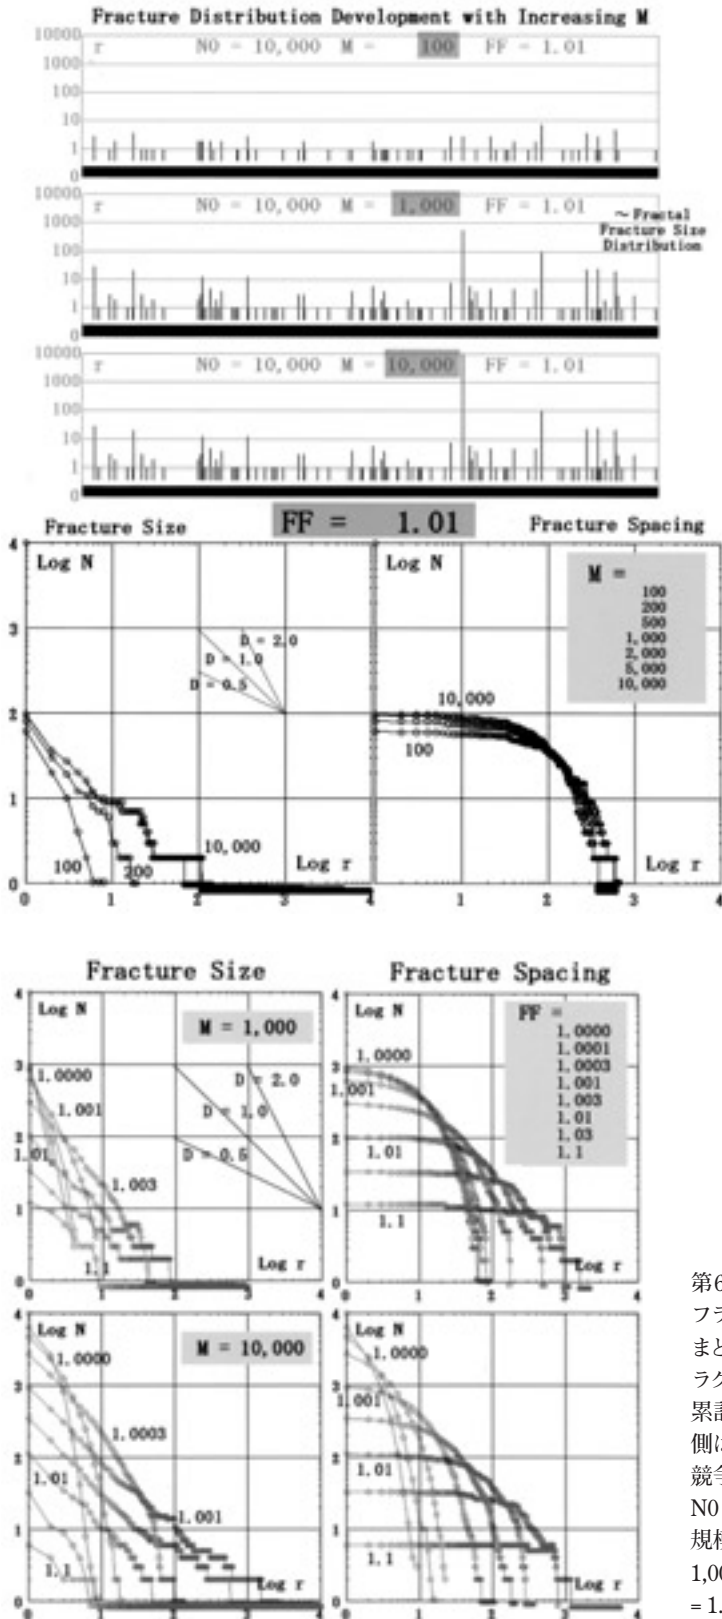 Fracture Distribution Development with Increasing M
10000 r N0 = 10,000 M = 100 FF = 1.01
1000
100
10
1
0
10000 r N0 = 10,000 M = 1,000 FF = 1.01
1000
100
10
1
0
~ Fractal
Fracture Size
Distribution
10000 r N0 = 10,000 M = 10,000 FF = 1.01
1000
100
10
1
0
Fracture Size FF = 1.01 Fracture Spacing
4
Log N
3
D = 2.0
D = 1.0
D = 0.5
2
1
10,000
100
200
Log r
0
0 1 2 3 4
Log N
M =
100
200
500
1,000
2,000
5,000
10,000
10,000
100
Log r
1 2 3 4
Fracture Size Fracture Spacing
4
Log N
M = 1,000
3
1.0000
1.001
D = 2.0
D = 1.0
D = 0.5
2
1.01
1.003
1
1.1
Log r
0
0 1 2 3 4
4
Log N
FF =
1.0000
1.0001
1.0003
1.001
1.003
1.01
1.03
1.1
3
1.0000
1.001
2
1.01
1
1.1
Log r
0
0 1 2 3 4
4
Log N
M = 10,000
1.0000
3
1.0003
2
1.01
1.001
1
1.1
Log r
4
Log N
1.0000
3
1.001
2
1.01
1
1.1
Log r
第6
フラ
まと
ラク
累計
側に
競争
N0
規模
1,00
= 1.